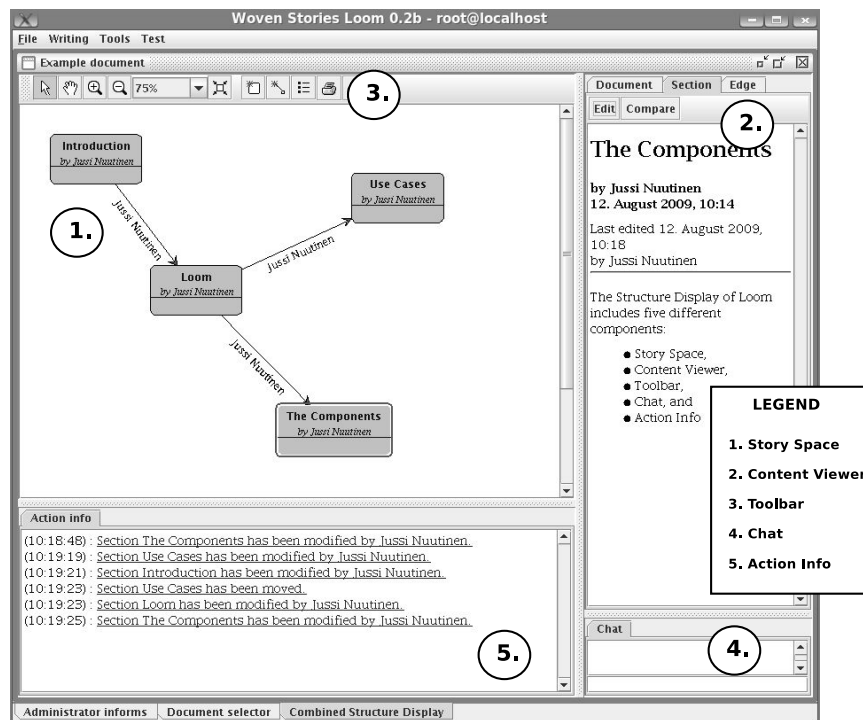 Woven Stories Loom 0.2b - root@localhost
File Writing Tools Test
Example document
75%
3.
Introduction
by Jussi Nuutinen
Jussi Nuutinen
1.
Use Cases
by Jussi Nuutinen
Jussi Nuutinen
Loom
by Jussi Nuutinen
Jussi Nuutinen
The Components
by Jussi Nuutinen
Document Section Edge
Edit Compare
2.
The Components
by Jussi Nuutinen
12. August 2009, 10:14
Last edited 12. August 2009,
10:18
by Jussi Nuutinen
The Structure Display of Loom
includes five different
components:
● Story Space,
● Content Viewer,
● Toolbar,
● Chat, and
● Action Info
LEGEND
1. Story Space
2. Content Viewer
3. Toolbar
4. Chat
5. Action Info
Action info
(10:18:48) : Section The Components has been modified by Jussi Nuutinen.
(10:19:19) : Section Use Cases has been modified by Jussi Nuutinen.
(10:19:21) : Section Introduction has been modified by Jussi Nuutinen.
(10:19:23) : Section Use Cases has been moved.
(10:19:23) : Section Loom has been modified by Jussi Nuutinen.
(10:19:25) : Section The Components has been modified by Jussi Nuutinen.
5.
Chat
4.
Administrator informs Document selector Combined Structure Display